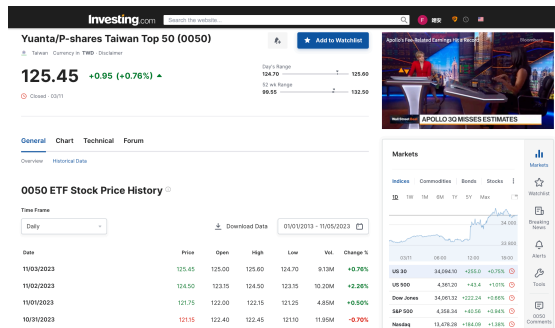 Investing.com
Search the website...
Yuanta/P-shares Taiwan Top 50 (0050)
Taiwan Currency in TWD · Disclaimer
Add to Watchlist
125.45 +0.95 (+0.76%)
Closed · 03/11
Day's Range
124.70 125.60
52 wk Range
99.55 132.50
General Chart Technical Forum
Overview Historical Data
0050 ETF Stock Price History
Time Frame
Daily
Download Data
01/01/2013 - 11/05/2023
Date Price Open High Low Vol. Change %
11/03/2023 125.45 125.00 125.60 124.70 9.13M +0.76%
11/02/2023 124.50 123.15 124.50 123.15 10.20M +2.26%
11/01/2023 121.75 122.00 122.15 121.25 4.85M +0.50%
10/31/2023 121.15 122.40 122.45 121.10 11.95M -0.70%
Apollo's Fee-Related Earnings Hit a Record
Bloomberg
APOLLO 3Q MISSES ESTIMATES
Markets
Indices Commodities Bonds Stocks
1D 1W 1M 6M 1Y 5Y Max
03/11 06:00 12:00 18:00
US 30 34,094.10 +255.0 +0.75%
US 500 4,361.20 +43.4 +1.01%
Dow Jones 34,061.32 +222.24 +0.66%
S&P 500 4,358.34 +40.56 +0.94%
Nasdaq 13,478.28 +184.09 +1.38%
Markets
Watchlist
Breaking
News
Alerts
Tools
0050
Comments